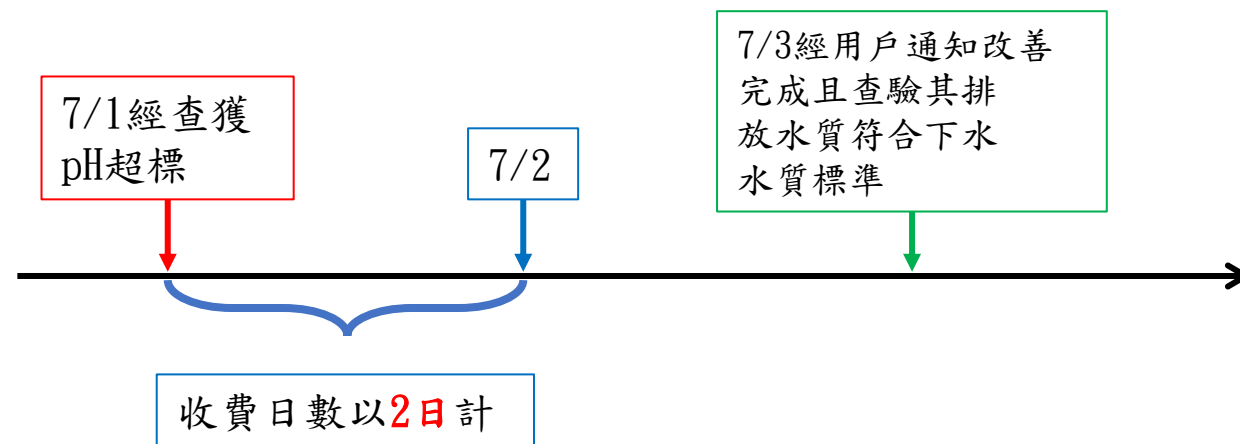 7/1經查獲
pH超標
7/2
7/3經用戶通知改善
完成且查驗其排
放水質符合下水
水質標準
收費日數以2日計